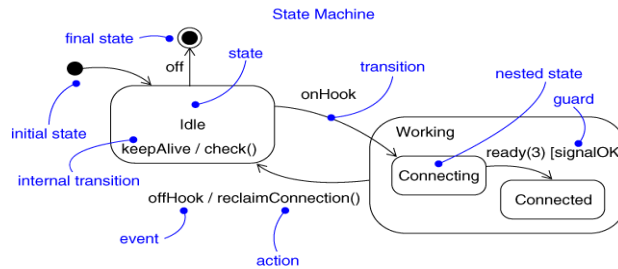 State Machine
final state
off
state
transition
onHook
nested state
guard
initial state
Idle
keepAlive / check()
Working
ready(3) [signalOK
internal transition
Connecting
Connected
offHook / reclaimConnection()
event
action